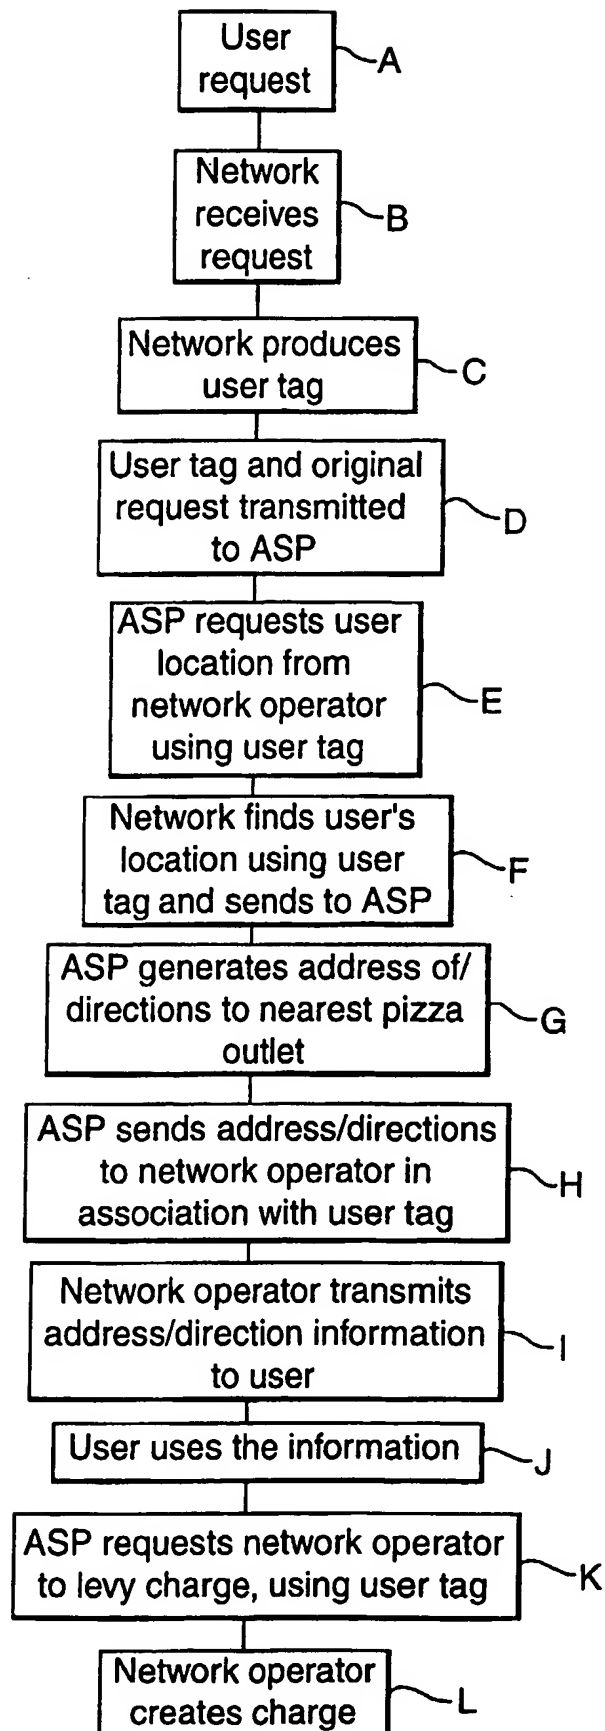 User
request
A
Network
receives
request
B
Network produces
user tag
C
User tag and original
request transmitted
to ASP
D
ASP requests user
location from
network operator
using user tag
E
Network finds user's
location using user
tag and sends to ASP
F
ASP generates address of/
directions to nearest pizza
outlet
G
ASP sends address/directions
to network operator in
association with user tag
H
Network operator transmits
address/direction information
to user
I
User uses the information
J
ASP requests network operator
to levy charge, using user tag
K
Network operator
creates charge
L